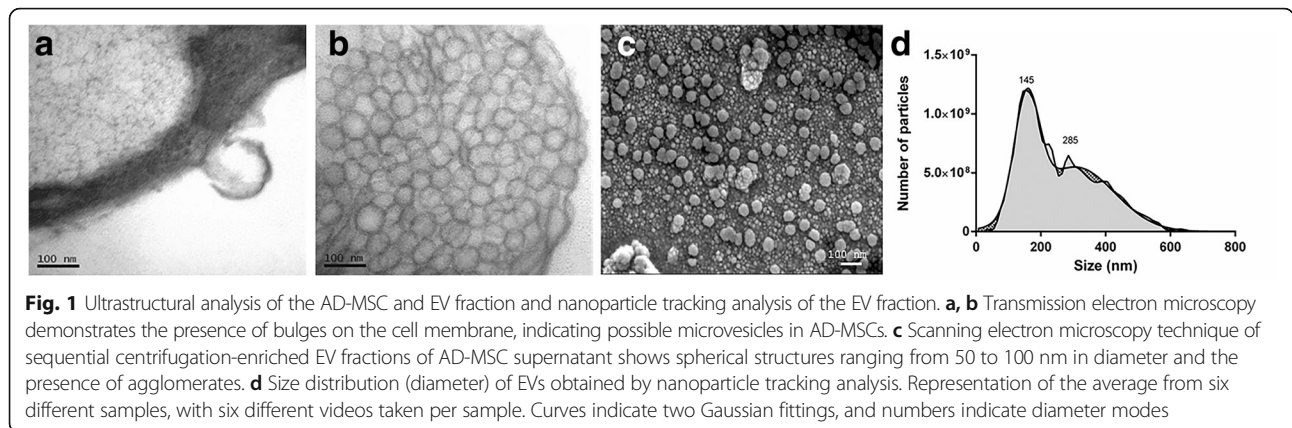 a
b
c
d
100 nm
100 nm
100 nm
1.5×10⁹
1.2×10⁹
1.0×10⁹
5.0×10⁸
0
Number of particles
145
285
0 200 400 600 800
Size (nm)
Fig. 1 Ultrastructural analysis of the AD-MSC and EV fraction and nanoparticle tracking analysis of the EV fraction. a, b Transmission electron microscopy
demonstrates the presence of bulges on the cell membrane, indicating possible microvesicles in AD-MSCs. c Scanning electron microscopy technique of
sequential centrifugation-enriched EV fractions of AD-MSC supernatant shows spherical structures ranging from 50 to 100 nm in diameter and the
presence of agglomerates. d Size distribution (diameter) of EVs obtained by nanoparticle tracking analysis. Representation of the average from six
different samples, with six different videos taken per sample. Curves indicate two Gaussian fittings, and numbers indicate diameter modes